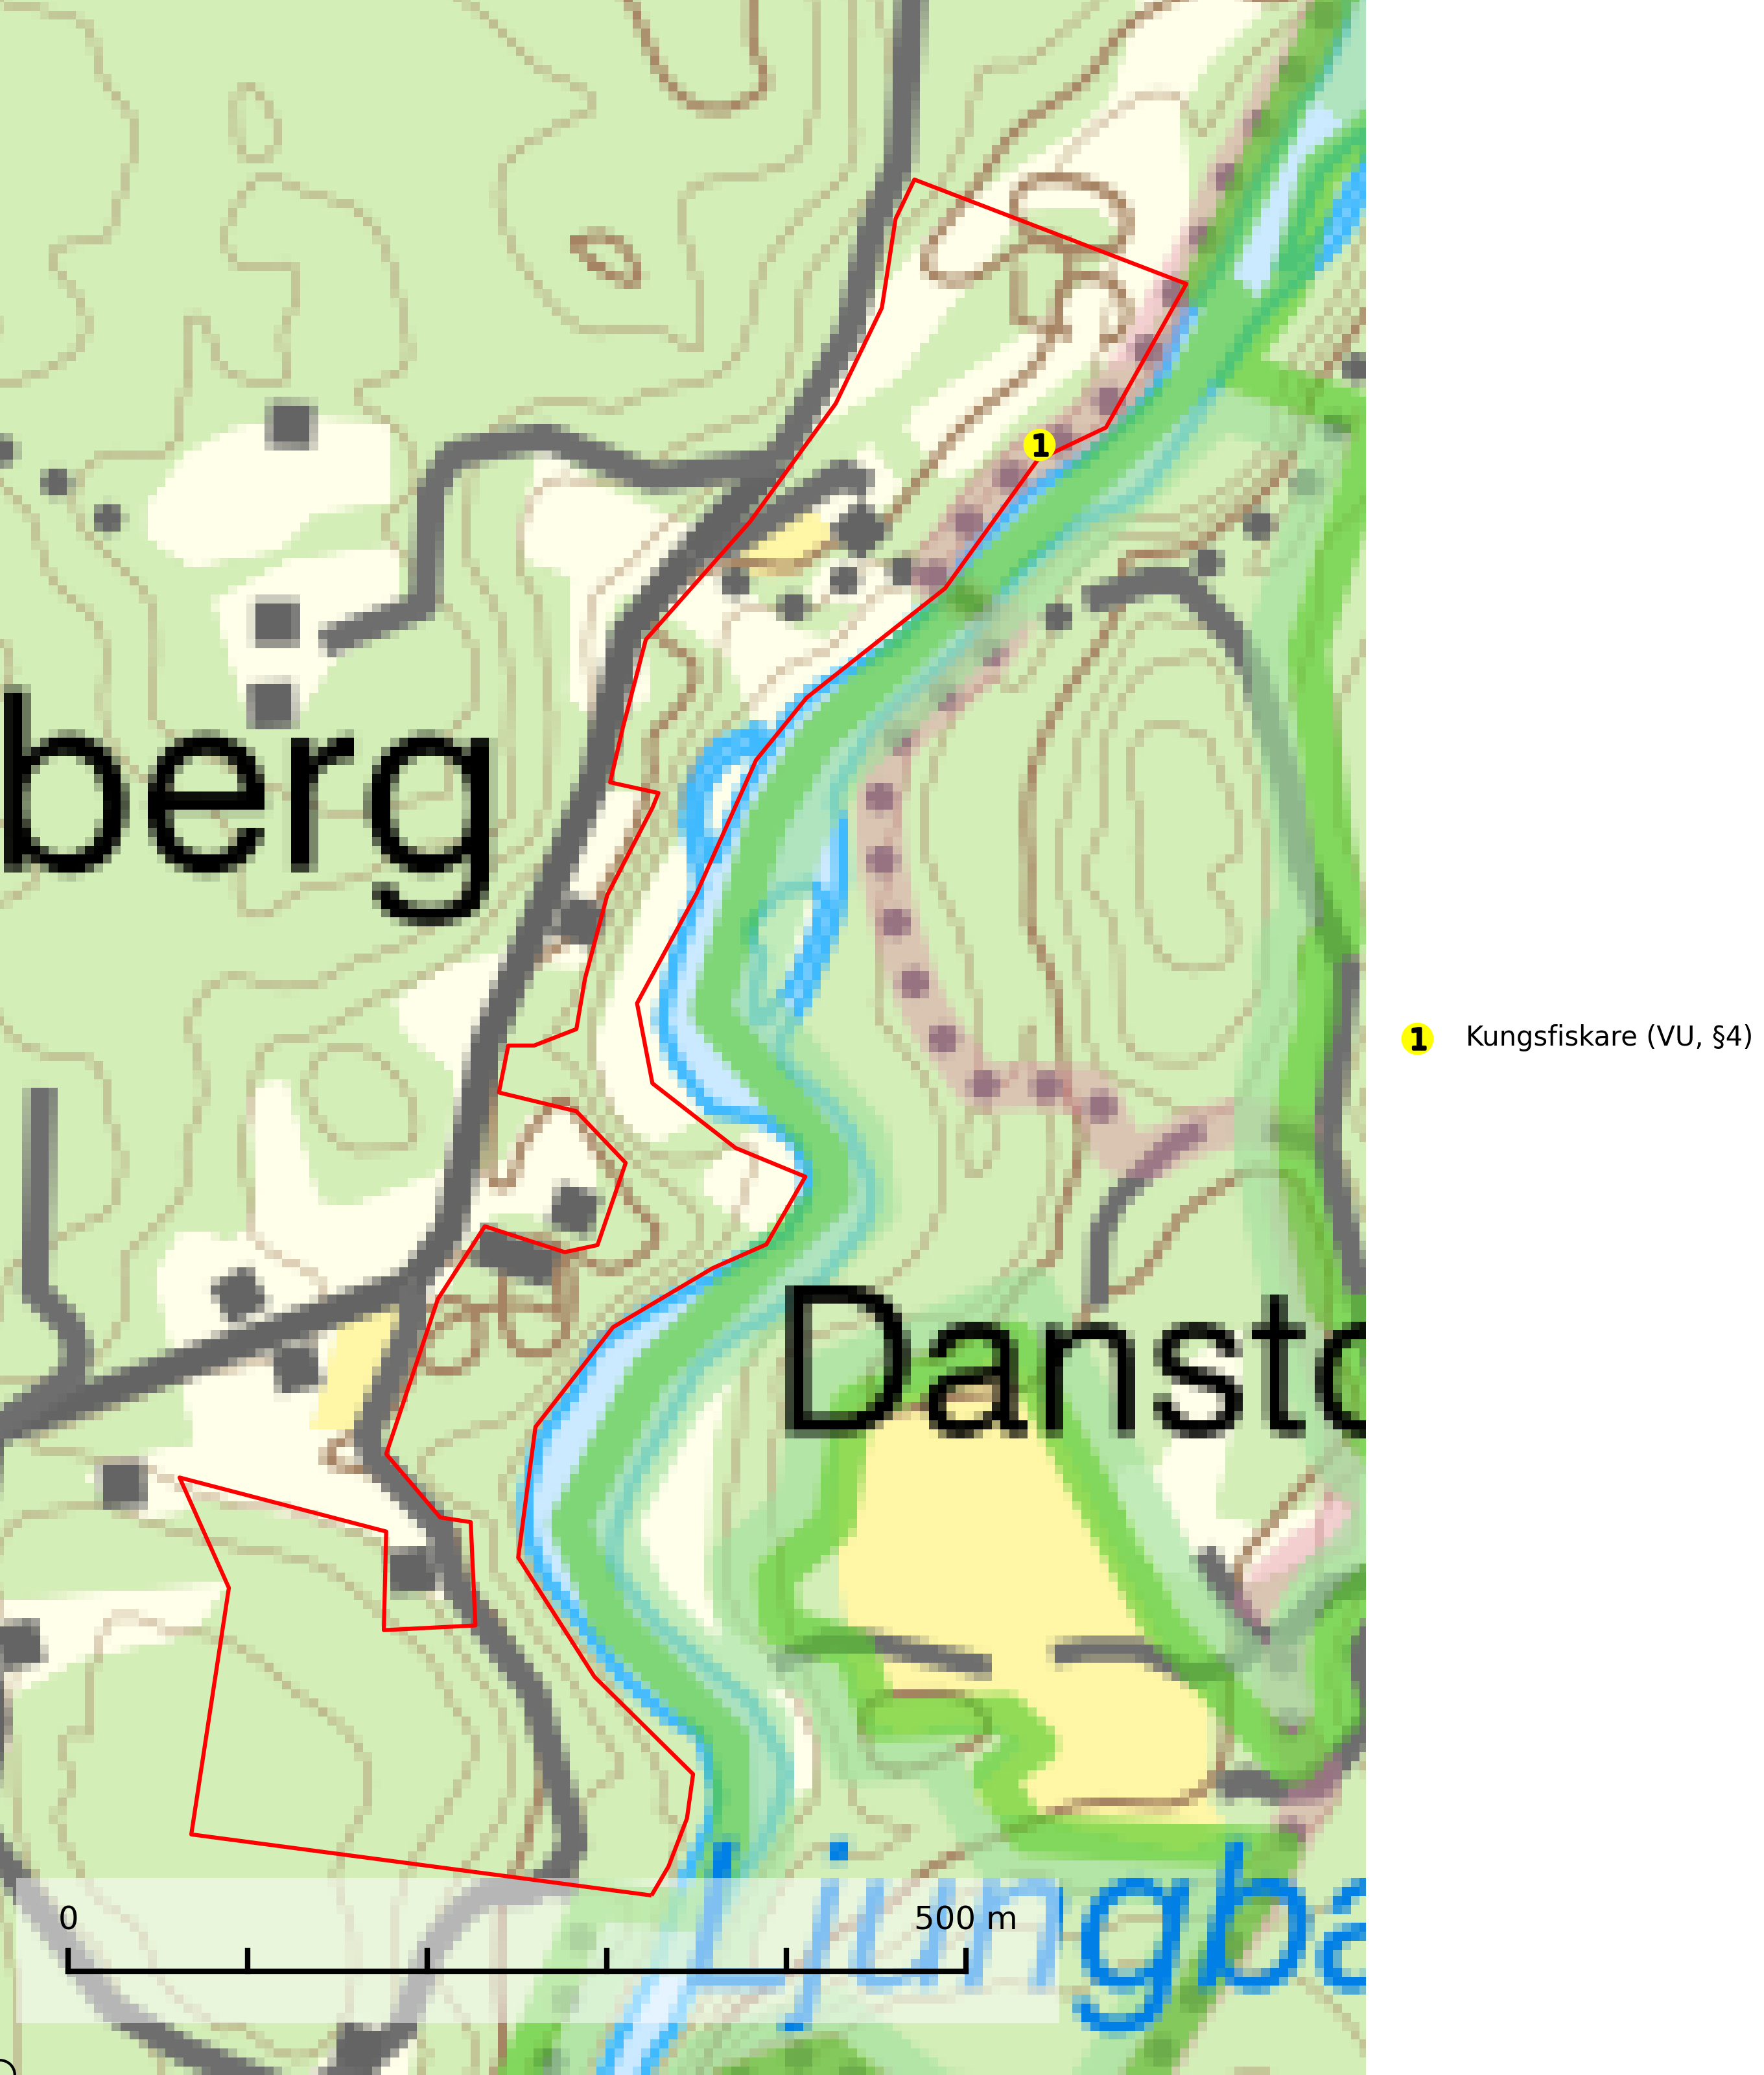 1
berg
1 Kungsfiskare (VU, §4)
Dansto
Ljungba
0 500 m